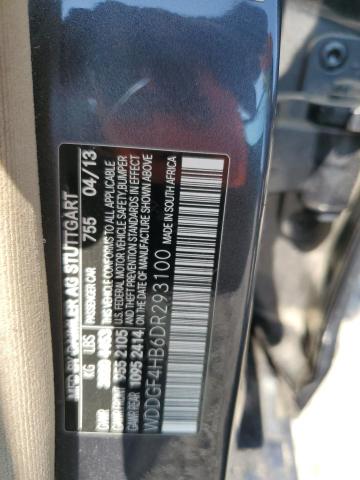 MFD BY DAIMLER AG STUTTGART
PASSENGER CAR 755 04/13
KG LBS THIS VEHICLE CONFORMS TO ALL APPLICABLE
U.S. FEDERAL MOTOR VEHICLE SAFETY, BUMPER
GAWR FRONT 955 2105 AND THEFT PREVENTION STANDARDS IN EFFECT
GAWR REAR 1095 2414 ON THE DATE OF MANUFACTURE SHOWN ABOVE
WDDGF4HB6DR293100 MADE IN SOUTH AFRICA